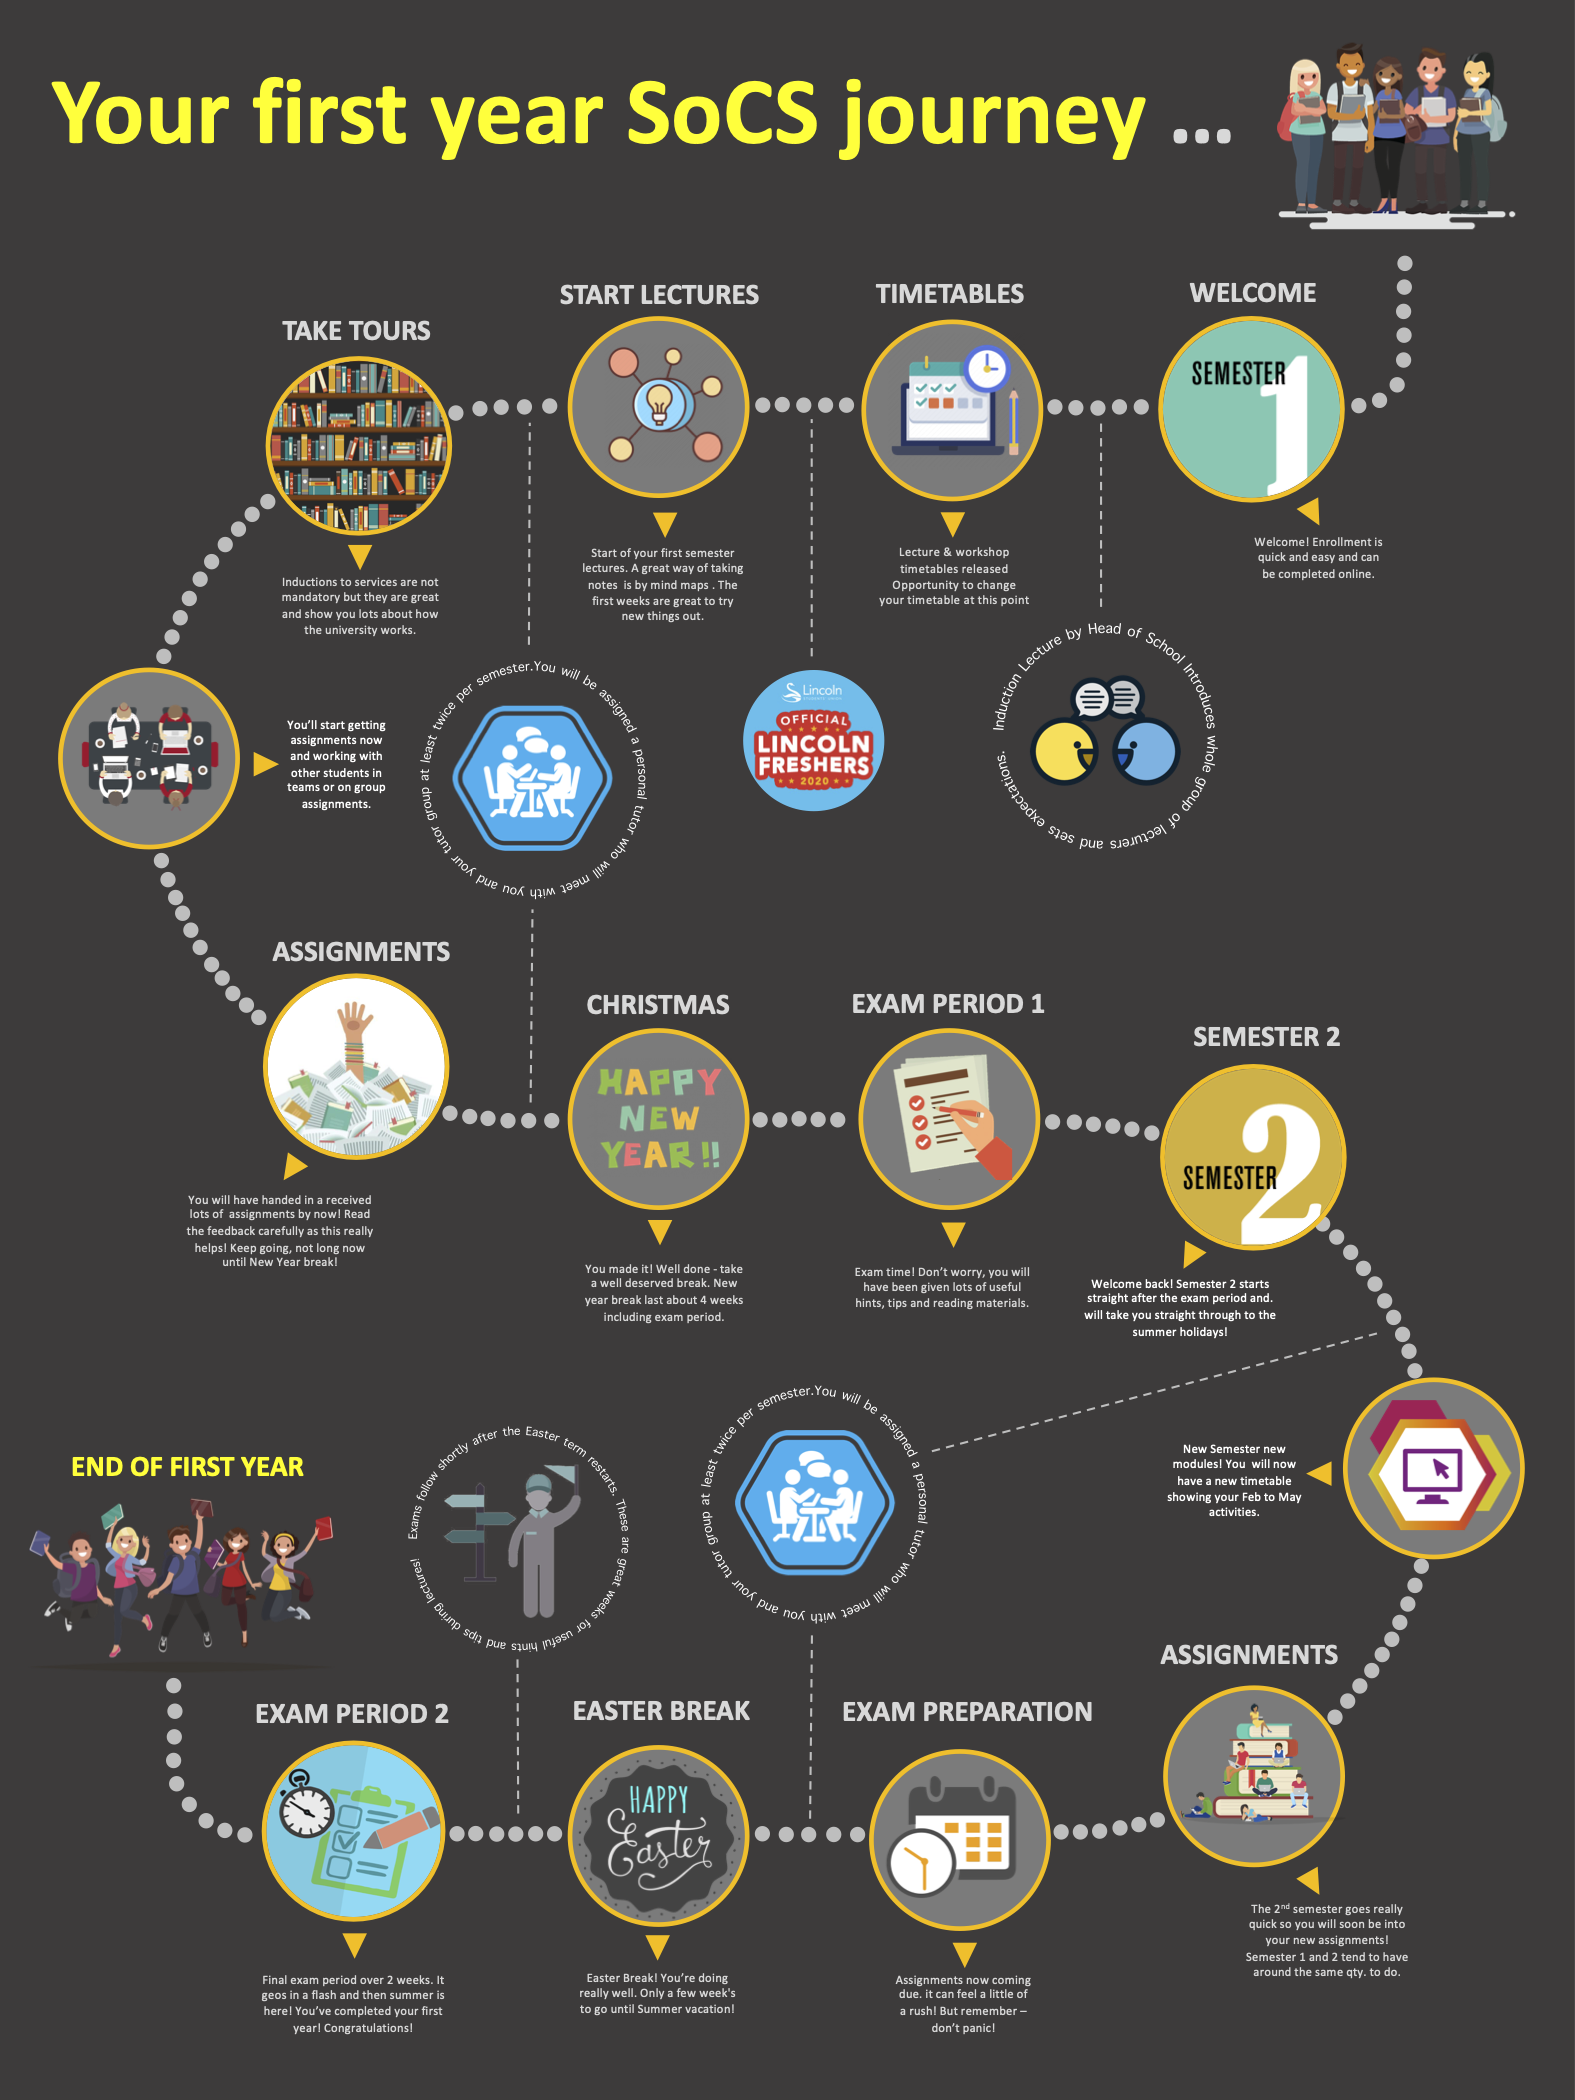 Your first year SoCS journey ...
WELCOME
SEMESTER
1
Welcome! Enrollment is
quick and easy and can
be completed online.
Induction Lecture by Head of School Introduces whole group of lecturers and sets expectations.
TIMETABLES
Lecture & workshop
timetables released
Opportunity to change
your timetable at this point
Lincoln
OFFICIAL
LINCOLN
FRESHERS
2020
START LECTURES
Start of your first semester
lectures. A great way of taking
notes is by mind maps . The
first weeks are great to try
new things out.
You will be assigned a personal tutor who will meet with you and your tutor group at least twice per semester.
TAKE TOURS
Inductions to services are not
mandatory but they are great
and show you lots about how
the university works.
You'll start getting
assignments now
and working with
other students in
teams or on group
assignments.
ASSIGNMENTS
You will have handed in a received
lots of assignments by now! Read
the feedback carefully as this really
helps! Keep going, not long now
until New Year break!
CHRISTMAS
HAPPY
NEW
YEAR!!
You made it! Well done - take
a well deserved break. New
year break last about 4 weeks
including exam period.
EXAM PERIOD 1
Exam time! Don't worry, you will
have been given lots of useful
hints, tips and reading materials.
SEMESTER 2
2
SEMESTER
Welcome back! Semester 2 starts
straight after the exam period and.
will take you straight through to the
summer holidays!
New Semester new
modules! You will now
have a new timetable
showing your Feb to May
activities.
You will be assigned a personal tutor who will meet with you and your tutor group at least twice per semester.
ASSIGNMENTS
The 2nd semester goes really
quick so you will soon be into
your new assignments!
Semester 1 and 2 tend to have
around the same qty. to do.
EXAM PREPARATION
Assignments now coming
due. it can feel a little of
a rush! But remember –
don't panic!
EASTER BREAK
HAPPY
Easter
Easter Break! You're doing
really well. Only a few week's
to go until Summer vacation!
Exams follow shortly after the Easter term restarts. These are great weeks for useful hints and tips during lectures!
EXAM PERIOD 2
Final exam period over 2 weeks. It
geos in a flash and then summer is
here! You've completed your first
year! Congratulations!
END OF FIRST YEAR